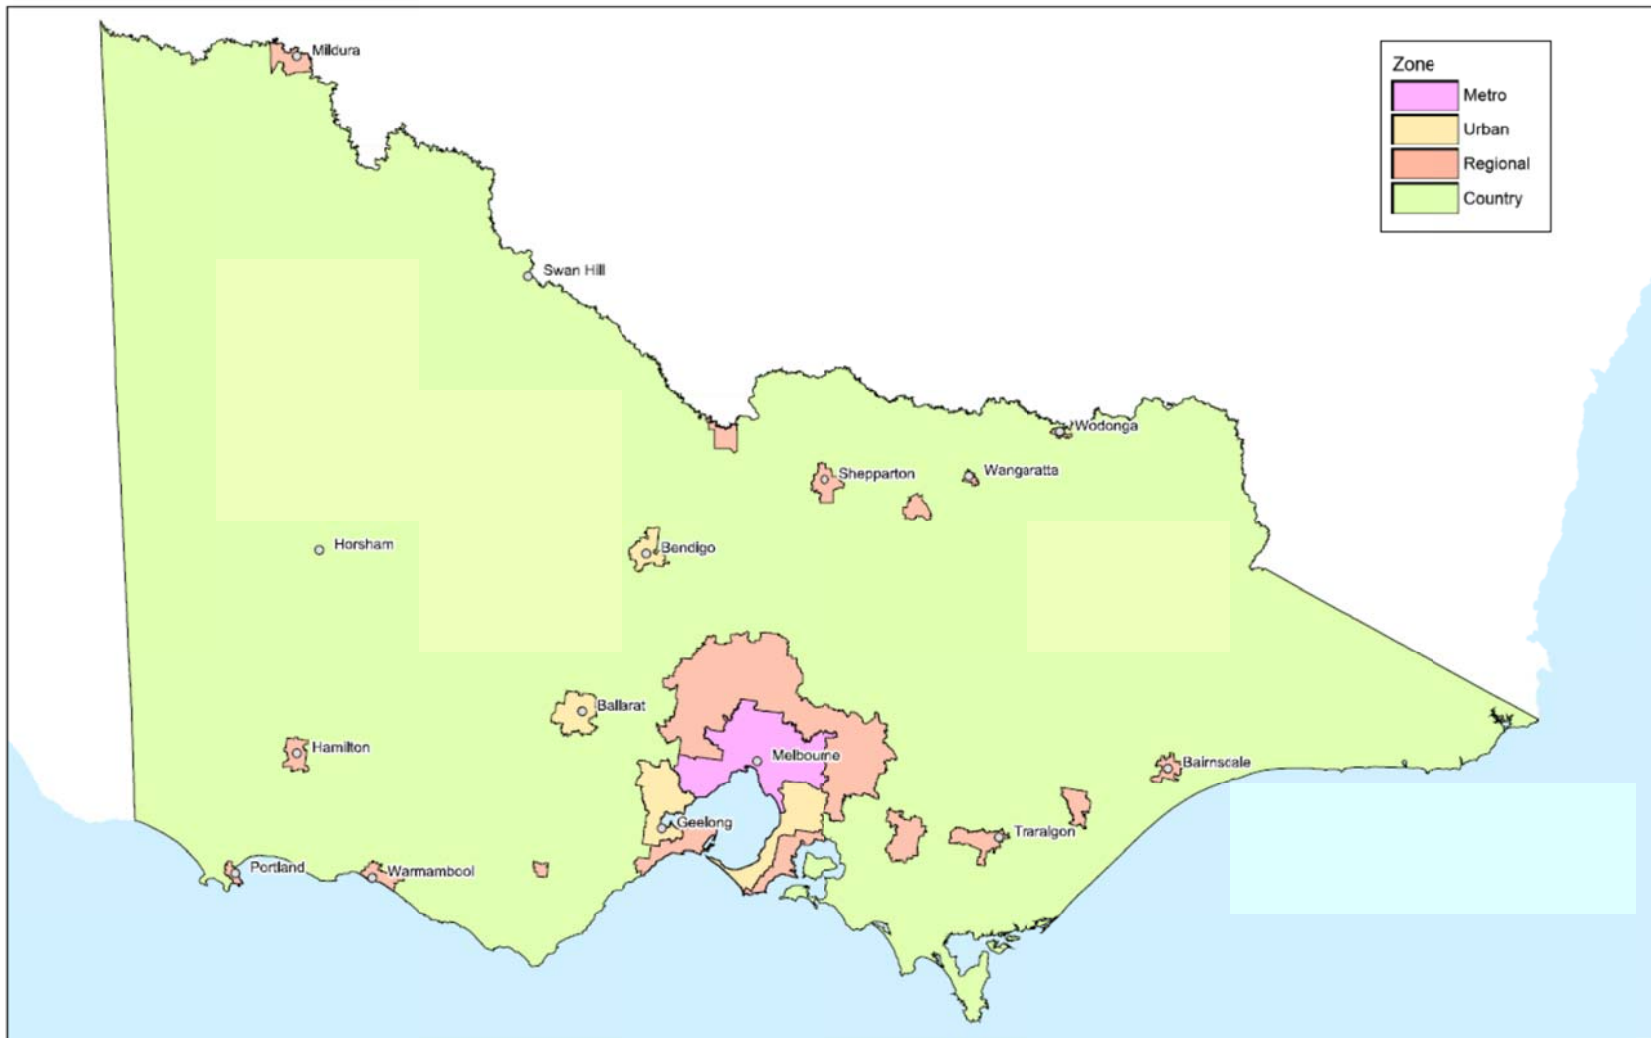 Mildura
Zone
Metro
Urban
Regional
Country
Swan Hill
Wodonga
Wangaratta
Shepparton
Horsham
Bendigo
Ballarat
Hamilton
Melbourne
Bairnscale
Geelong
Traralgon
Portland
Warrnambool